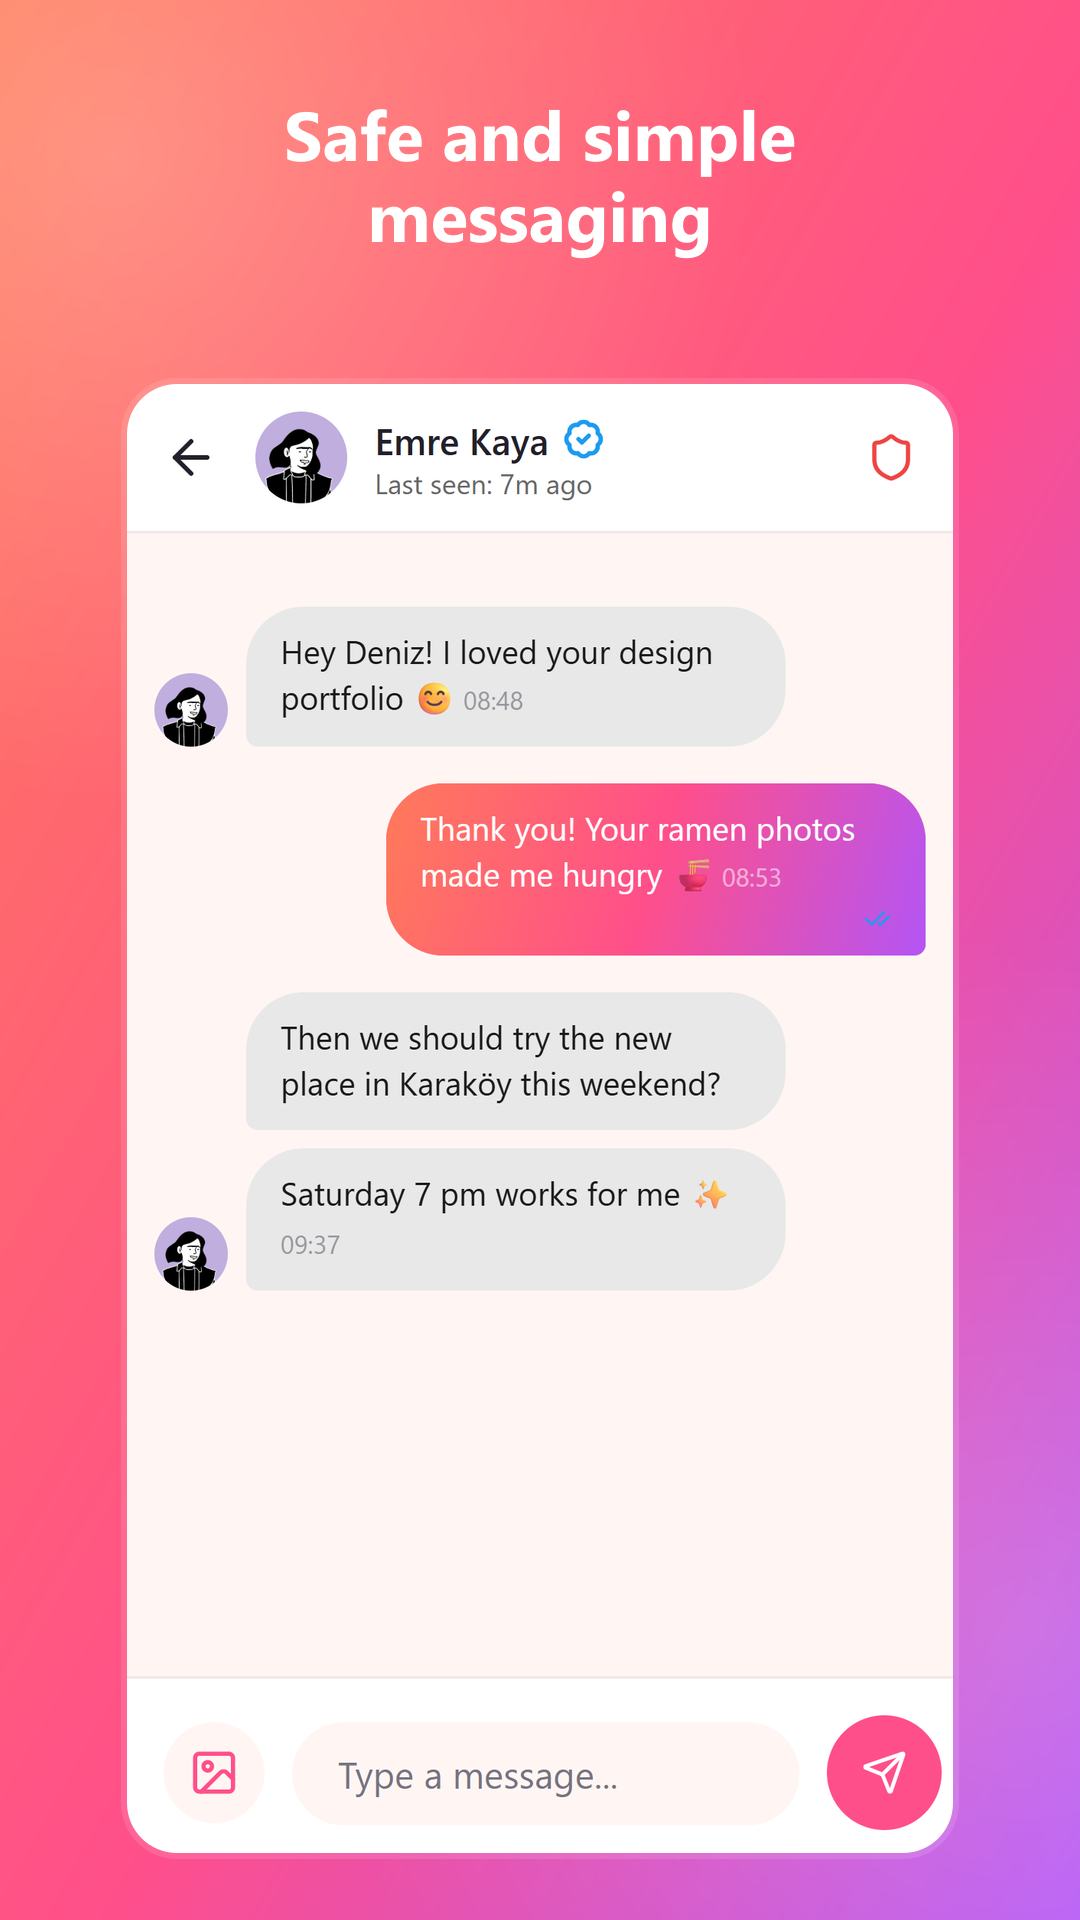 Safe and simple
messaging
Emre Kaya
Last seen: 7m ago
Hey Deniz! I loved your design
portfolio 😊 08:48
Thank you! Your ramen photos
made me hungry 🍜 08:53
Then we should try the new
place in Karaköy this weekend?
Saturday 7 pm works for me ✨
09:37
Type a message...